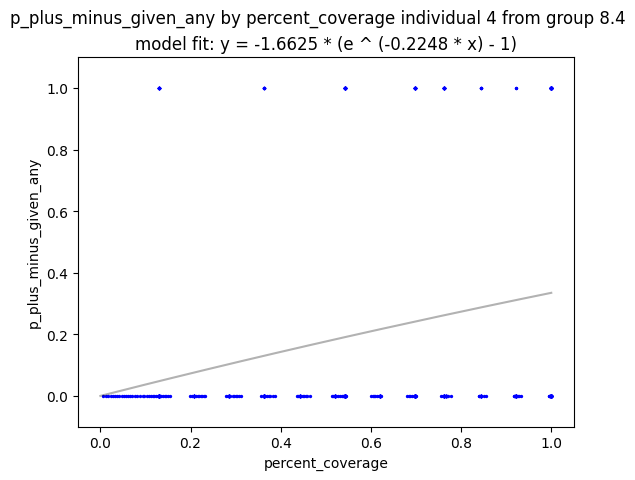 p_plus_minus_given_any by percent_coverage individual 4 from group 8.4
model fit: y = -1.6625 * (e ^ (-0.2248 * x) - 1)
1.0
0.8
0.6
0.4
0.2
0.0
p_plus_minus_given_any
0.0 0.2 0.4 0.6 0.8 1.0
percent_coverage